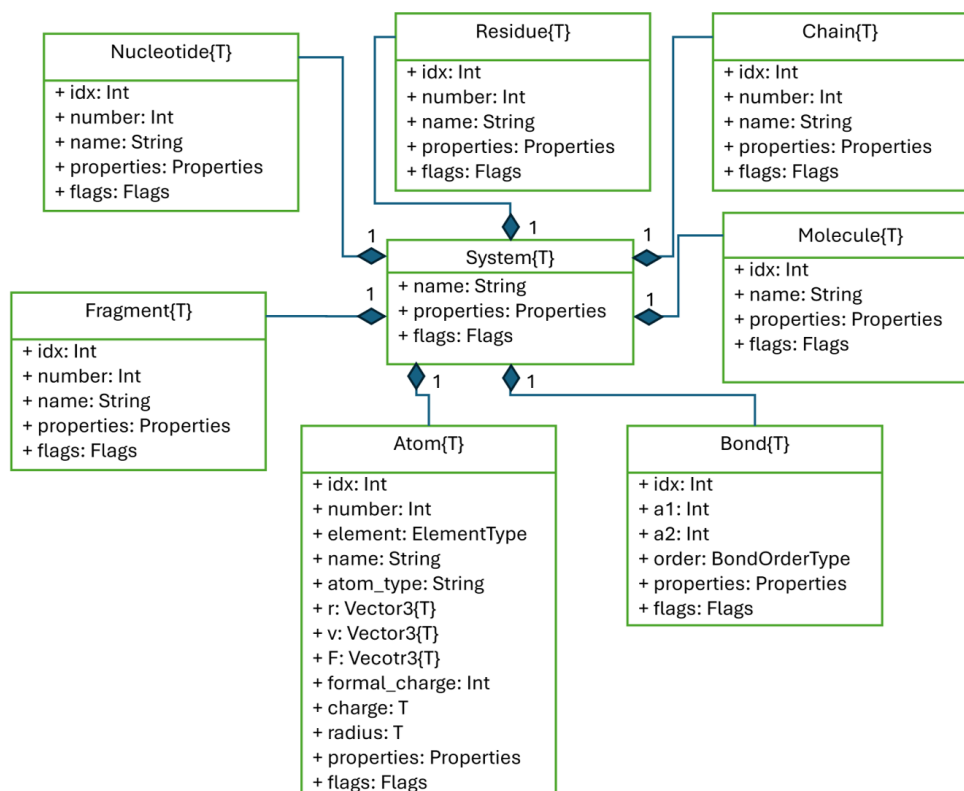 Nucleotide{T}
+ idx: Int
+ number: Int
+ name: String
+ properties: Properties
+ flags: Flags
Residue{T}
+ idx: Int
+ number: Int
+ name: String
+ properties: Properties
+ flags: Flags
Chain{T}
+ idx: Int
+ number: Int
+ name: String
+ properties: Properties
+ flags: Flags
1
1
1
System{T}
+ name: String
+ properties: Properties
+ flags: Flags
Molecule{T}
+ idx: Int
+ name: String
+ properties: Properties
+ flags: Flags
1
1
Fragment{T}
+ idx: Int
+ number: Int
+ name: String
+ properties: Properties
+ flags: Flags
1
1
Atom{T}
+ idx: Int
+ number: Int
+ element: ElementType
+ name: String
+ atom_type: String
+ r: Vector3{T}
+ v: Vector3{T}
+ F: Vecotr3{T}
+ formal_charge: Int
+ charge: T
+ radius: T
+ properties: Properties
+ flags: Flags
Bond{T}
+ idx: Int
+ a1: Int
+ a2: Int
+ order: BondOrderType
+ properties: Properties
+ flags: Flags